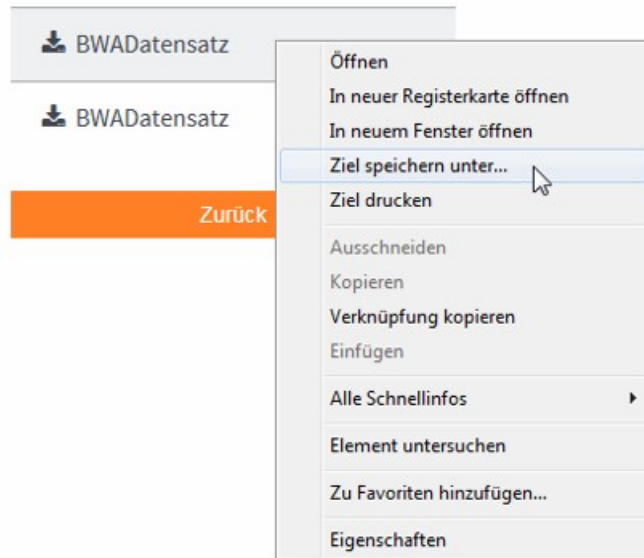 BWADatensatz
BWADatensatz
Zurück
Öffnen
In neuer Registerkarte öffnen
In neuem Fenster öffnen
Ziel speichern unter...
Ziel drucken
Ausschneiden
Kopieren
Verknüpfung kopieren
Einfügen
Alle Schnellinfos
Element untersuchen
Zu Favoriten hinzufügen...
Eigenschaften